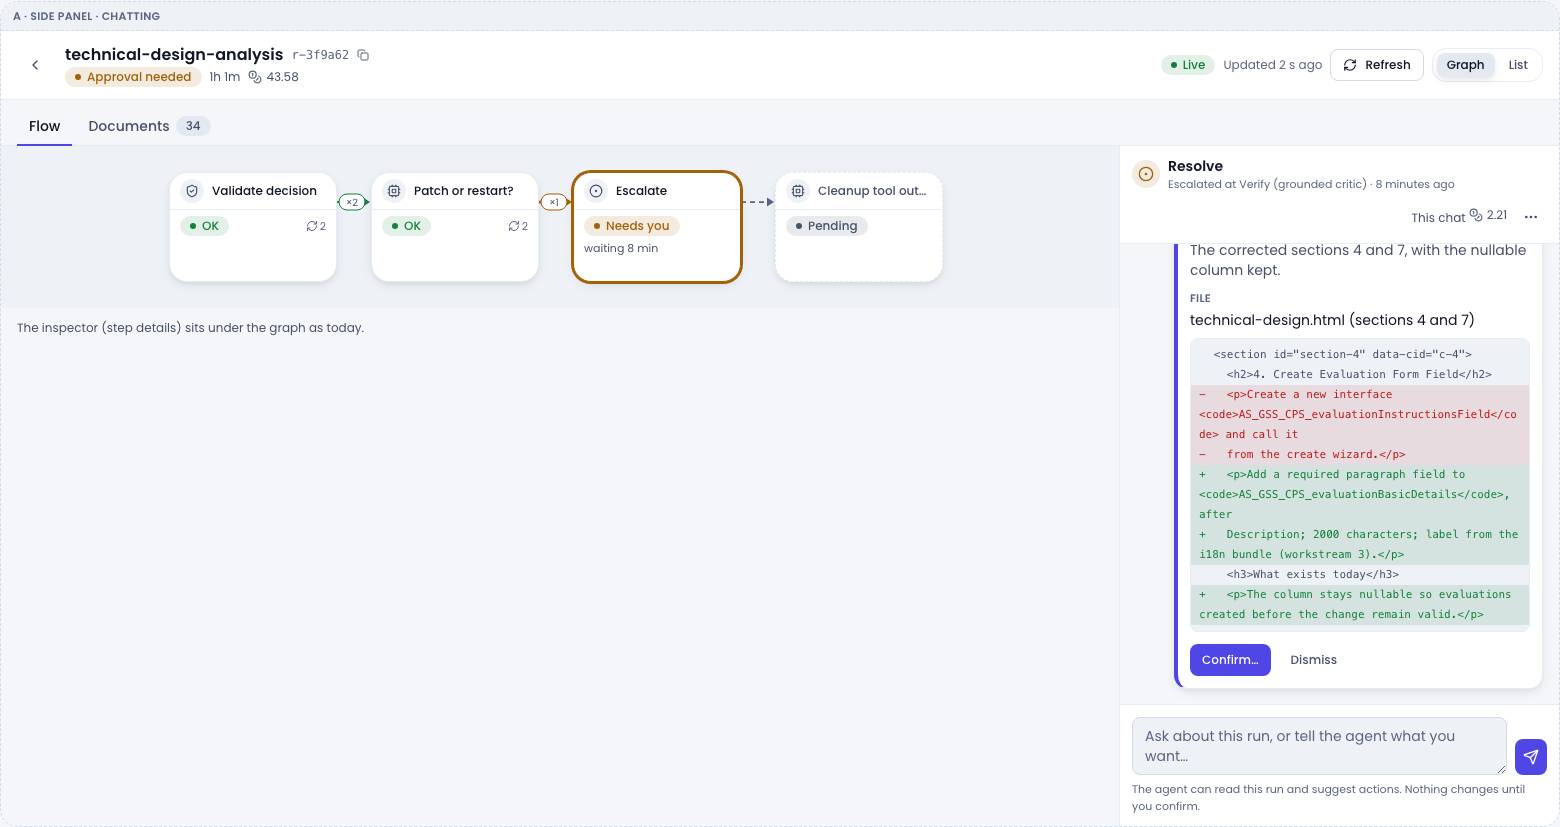 A · SIDE PANEL · CHATTING
technical-design-analysis r−3f9a62
Approval needed 1h 1m 43.58
Live Updated 2 s ago Refresh Graph List
Flow Documents 34
Validate decision
OK 2
×2
Patch or restart?
OK 2
×1
Escalate
Needs you
waiting 8 min
Cleanup tool out…
Pending
The inspector (step details) sits under the graph as today.
Resolve
Escalated at Verify (grounded critic) · 8 minutes ago
This chat 2.21 ···
The corrected sections 4 and 7, with the nullable
column kept.
FILE
technical-design.html (sections 4 and 7)
<section id="section-4" data-cid="c-4">
<h2>4. Create Evaluation Form Field</h2>
− <p>Create a new interface
<code>AS_GSS_CPS_evaluationInstructionsField</co
de> and call it
− from the create wizard.</p>
+ <p>Add a required paragraph field to
<code>AS_GSS_CPS_evaluationBasicDetails</code>,
after
+ Description; 2000 characters; label from the
i18n bundle (workstream 3).</p>
<h3>What exists today</h3>
+ <p>The column stays nullable so evaluations
created before the change remain valid.</p>
Confirm… Dismiss
Ask about this run, or tell the agent what you
want…
The agent can read this run and suggest actions. Nothing changes until
you confirm.